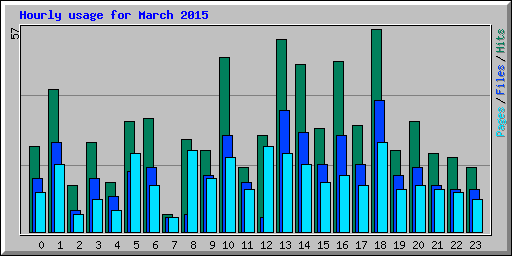 Hourly usage for March 2015
57
Pages/Files/Hits
0 1 2 3 4 5 6 7 8 9 10 11 12 13 14 15 16 17 18 19 20 21 22 23